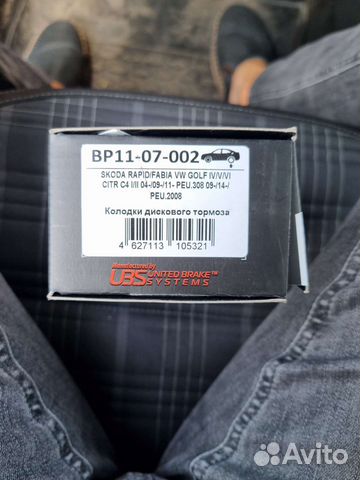 BP11-07-002
SKODA RAPID/FABIA VW GOLF IV/V/VI
CITR C4 I/II 04-/09-/11- PEU.308 09-/14-/
PEU.2008
Колодки дискового тормоза
4 627113 105321
Manufactured by
UBS UNITED BRAKE™
SYSTEMS
Avito